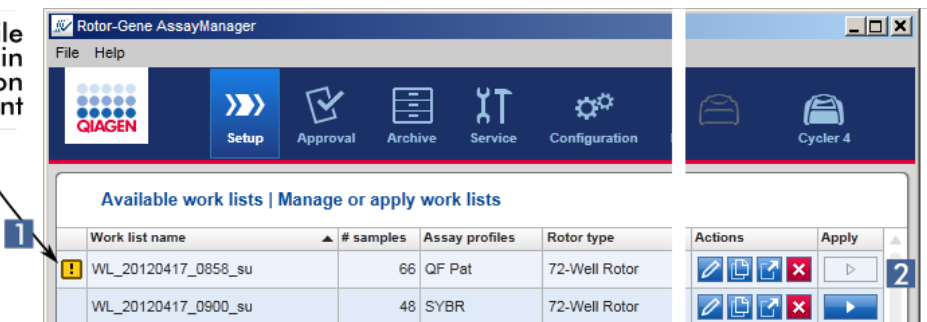 Rotor-Gene AssayManager
File Help
QIAGEN
Setup Approval Archive Service Configuration Cycler 4
Available work lists | Manage or apply work lists
Work list name # samples Assay profiles Rotor type Actions Apply
WL_20120417_0858_su 66 QF Pat 72-Well Rotor
WL_20120417_0900_su 48 SYBR 72-Well Rotor
in
on
1
2